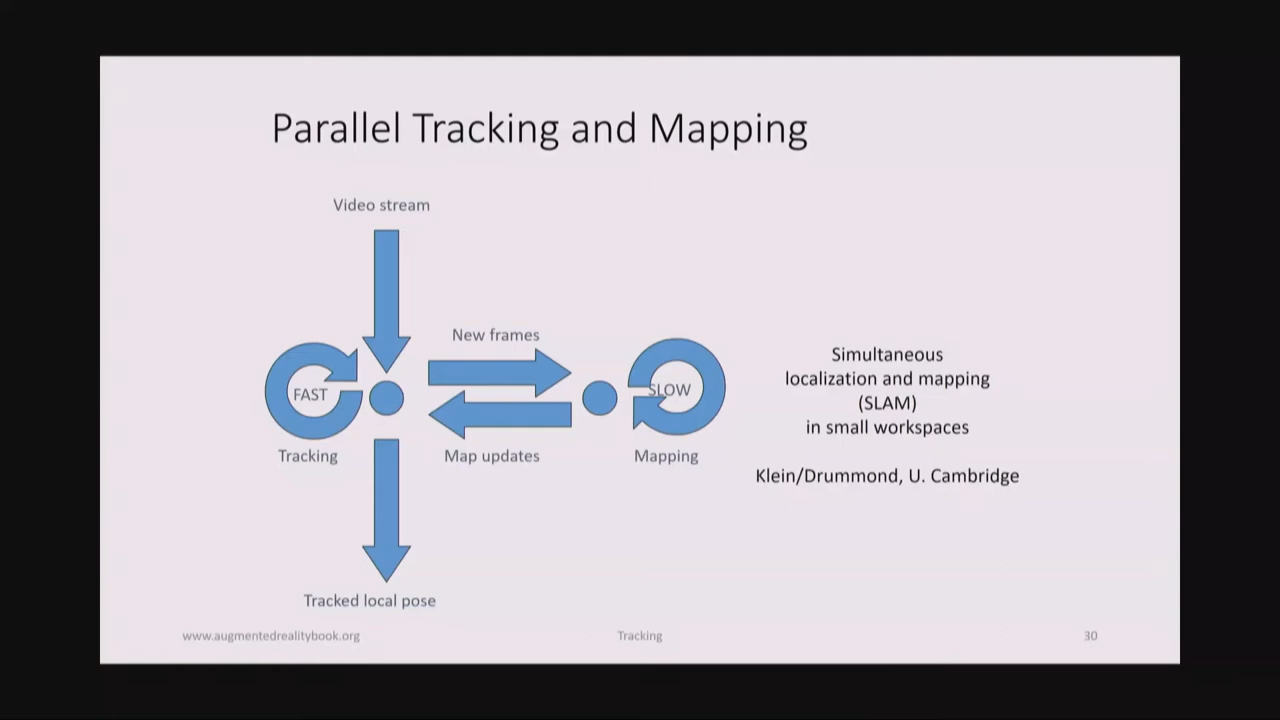 Parallel Tracking and Mapping
Video stream
New frames
FAST
SLOW
Tracking
Map updates
Mapping
Tracked local pose
Simultaneous
localization and mapping
(SLAM)
in small workspaces
Klein/Drummond, U. Cambridge
www.augmentedrealitybook.org
Tracking
30